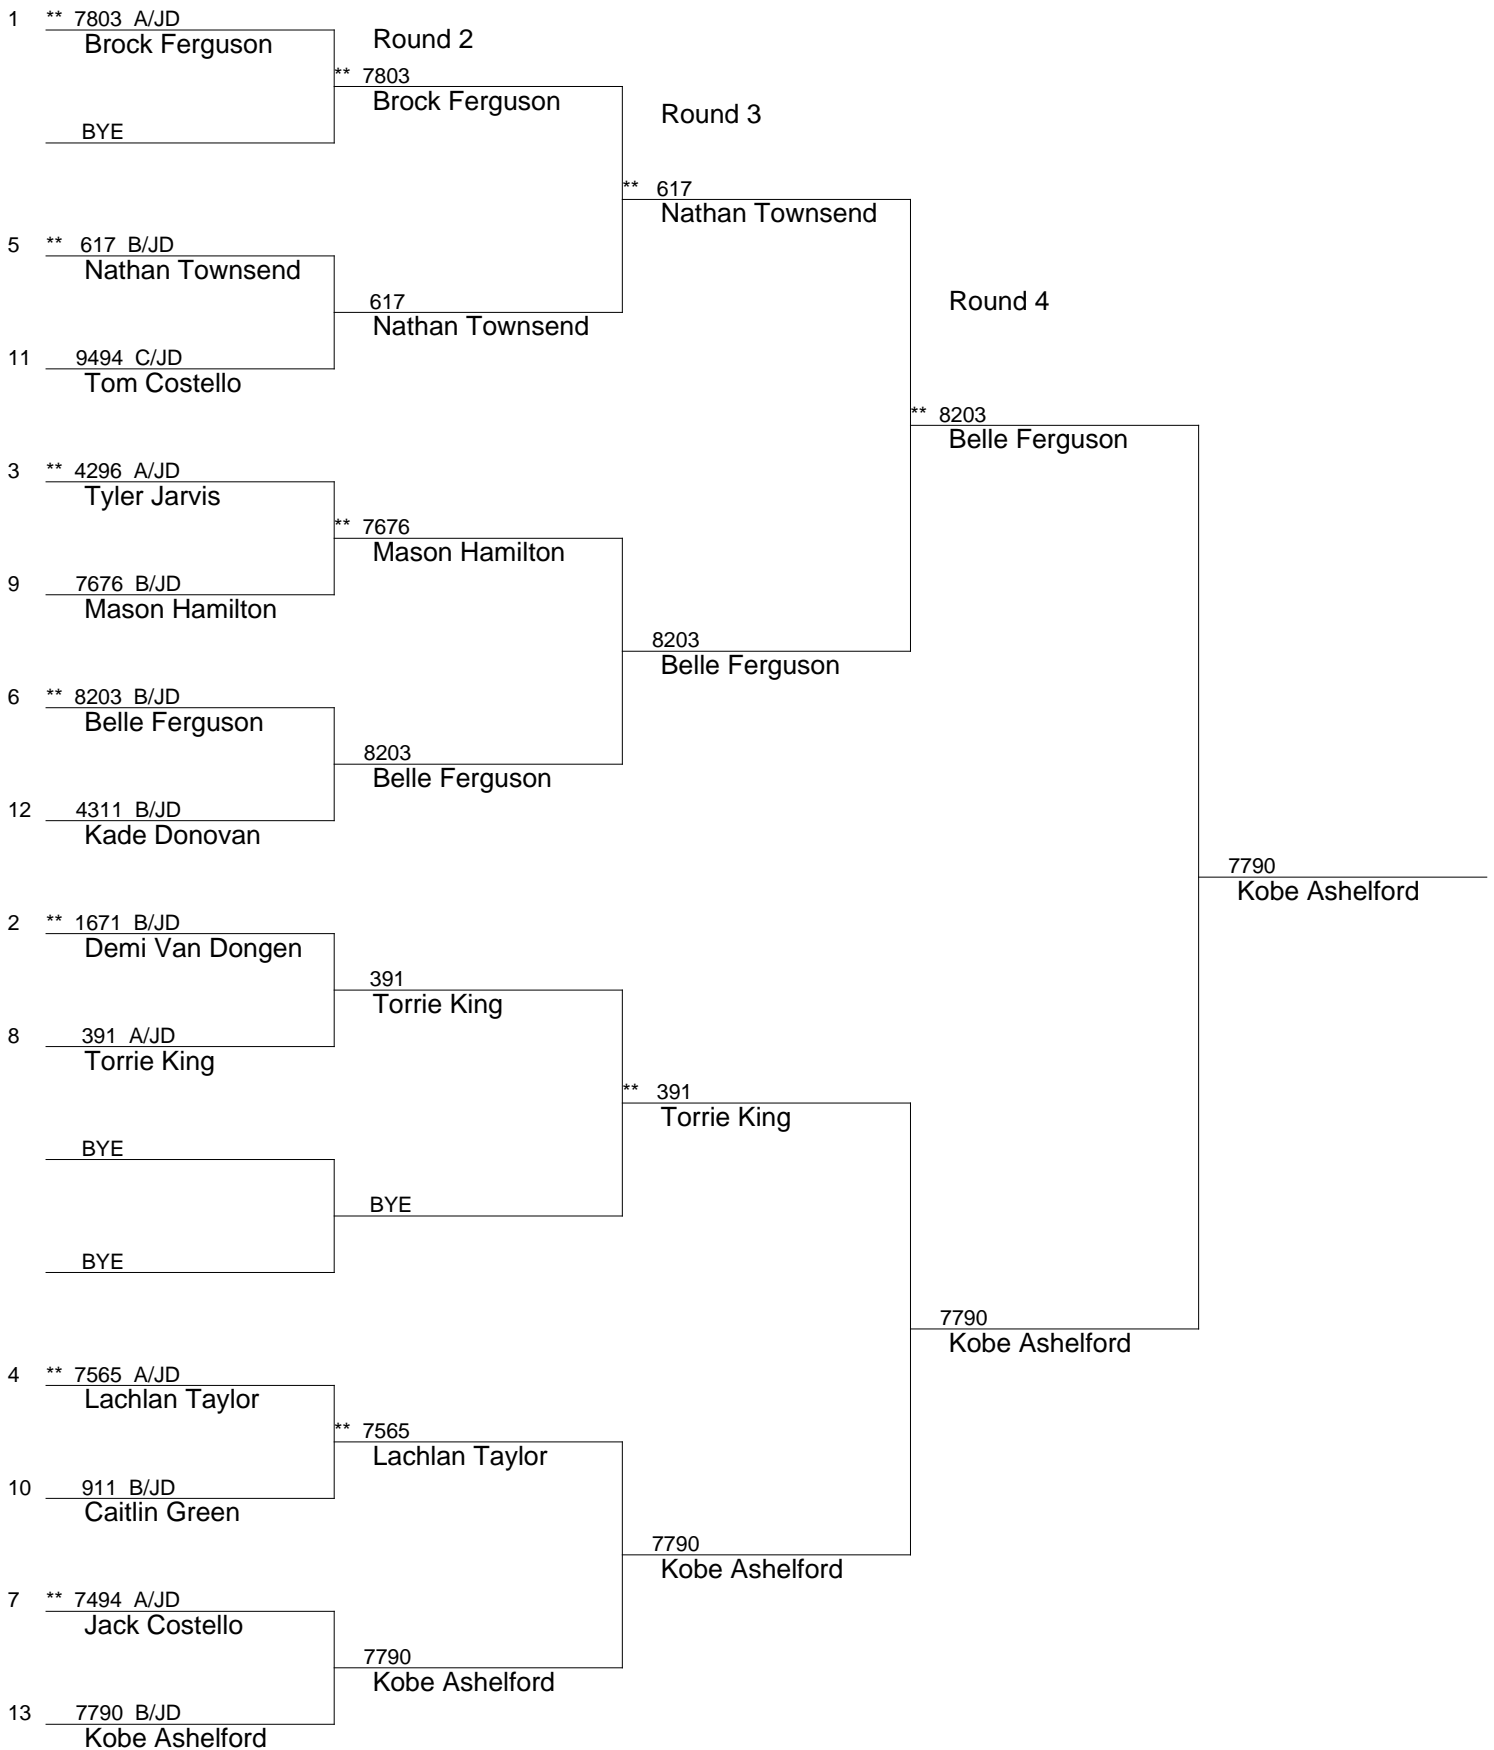 1 ** 7803 A/JD
Brock Ferguson
Round 2
** 7803
Brock Ferguson
Round 3
BYE
** 617
Nathan Townsend
5 ** 617 B/JD
Nathan Townsend
617
Nathan Townsend
Round 4
11 9494 C/JD
Tom Costello
** 8203
Belle Ferguson
3 ** 4296 A/JD
Tyler Jarvis
** 7676
Mason Hamilton
9 7676 B/JD
Mason Hamilton
8203
Belle Ferguson
6 ** 8203 B/JD
Belle Ferguson
8203
Belle Ferguson
12 4311 B/JD
Kade Donovan
7790
Kobe Ashelford
2 ** 1671 B/JD
Demi Van Dongen
391
Torrie King
8 391 A/JD
Torrie King
** 391
Torrie King
BYE
BYE
BYE
7790
Kobe Ashelford
4 ** 7565 A/JD
Lachlan Taylor
** 7565
Lachlan Taylor
10 911 B/JD
Caitlin Green
7790
Kobe Ashelford
7 ** 7494 A/JD
Jack Costello
7790
Kobe Ashelford
13 7790 B/JD
Kobe Ashelford